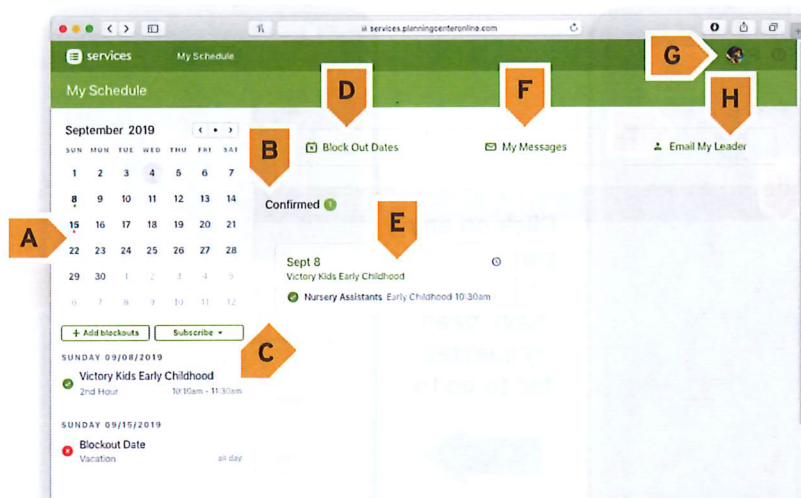 services.planningcenteronline.com
services My Schedule
G
My Schedule
D
F
H
September 2019
SUN MON TUE WED THU FRI SAT
1 2 3 4 5 6 7
8 9 10 11 12 13 14
15 16 17 18 19 20 21
22 23 24 25 26 27 28
29 30 1 2 3 4 5
6 7 8 9 10 11 12
+ Add blockouts Subscribe
SUNDAY 09/08/2019
Victory Kids Early Childhood
2nd Hour 10:10am - 11:30am
SUNDAY 09/15/2019
Blockout Date
Vacation all day
A
B
C
Block Out Dates
My Messages
Email My Leader
Confirmed 1
E
Sept 8
Victory Kids Early Childhood
Nursery Assistants Early Childhood 10:30am